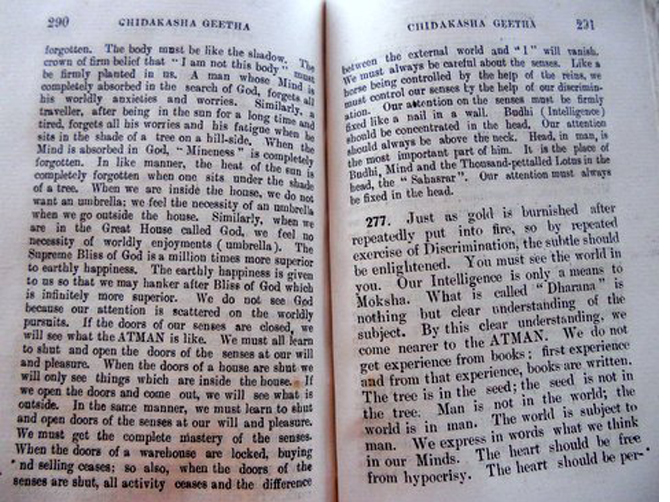 290 CHIDAKASHA GEETHA
forgotten. The body must be like the shadow. The
crown of firm belief that "I am not this body" must
be firmly planted in us. A man whose Mind is
completely absorbed in the search of God, forgets all
his worldly anxieties and worries. Similarly, a
traveller, after being in the sun for a long time and
tired, forgets all his worries and his fatigue when he
sits in the shade of a tree on a hill-side. When the
Mind is absorbed in God, "Mineness" is completely
forgotten. In like manner, the heat of the sun is
completely forgotten when one sits under the shade
of a tree. When we are inside the house, we do not
want an umbrella; we feel the necessity of an umbrella
when we go outside the house. Similarly, when we
are in the Great House called God, we feel no
necessity of worldly enjoyments (umbrella). The
Supreme Bliss of God is a million times more superior
to earthly happiness. The earthly happiness is given
to us so that we may hanker after Bliss of God which
is infinitely more superior. We do not see God
because our attention is scattered on the worldly
pursuits. If the doors of our senses are closed, we
will see what the ATMAN is like. We must all learn
to shut and open the doors of the senses at our will
and pleasure. When the doors of a house are shut we
will only see things which are inside the house. If
we open the doors and come out, we will see what is
outside. In the same manner, we must learn to shut
and open doors of the senses at our will and pleasure.
We must get the complete mastery of the senses.
When the doors of a warehouse are locked, buying
nd selling ceases; so also, when the doors of the
senses are shut, all activity ceases and the difference
CHIDAKASHA GEETHA 291
between the external world and "I" will vanish.
We must always be careful about the senses. Like a
horse being controlled by the help of the reins, we
must control our senses by the help of our discrimin-
ation. Our attention on the senses must be firmly
fixed like a nail in a wall. Budhi (Intelligence)
should be concentrated in the head. Our attention
should always be above the neck. Head, in man, is
the most important part of him. It is the place of
Budhi, Mind and the Thousand-pettalled Lotus in the
head, the "Sahasrar". Our attention must always
be fixed in the head.
277. Just as gold is burnished after
repeatedly put into fire, so by repeated
exercise of Discrimination, the subtle should
be enlightened. You must see the world in
you. Our Intelligence is only a means to
Moksha. What is called "Dharana" is
nothing but clear understanding of the
subject. By this clear understanding, we
come nearer to the ATMAN. We do not
get experience from books; first experience
and from that experience, books are written.
The tree is in the seed; the seed is not in
the tree. Man is not in the world; the
world is in man. The world is subject to
man. We express in words what we think
in our Minds. The heart should be free
from hypocrisy. The heart should be per-